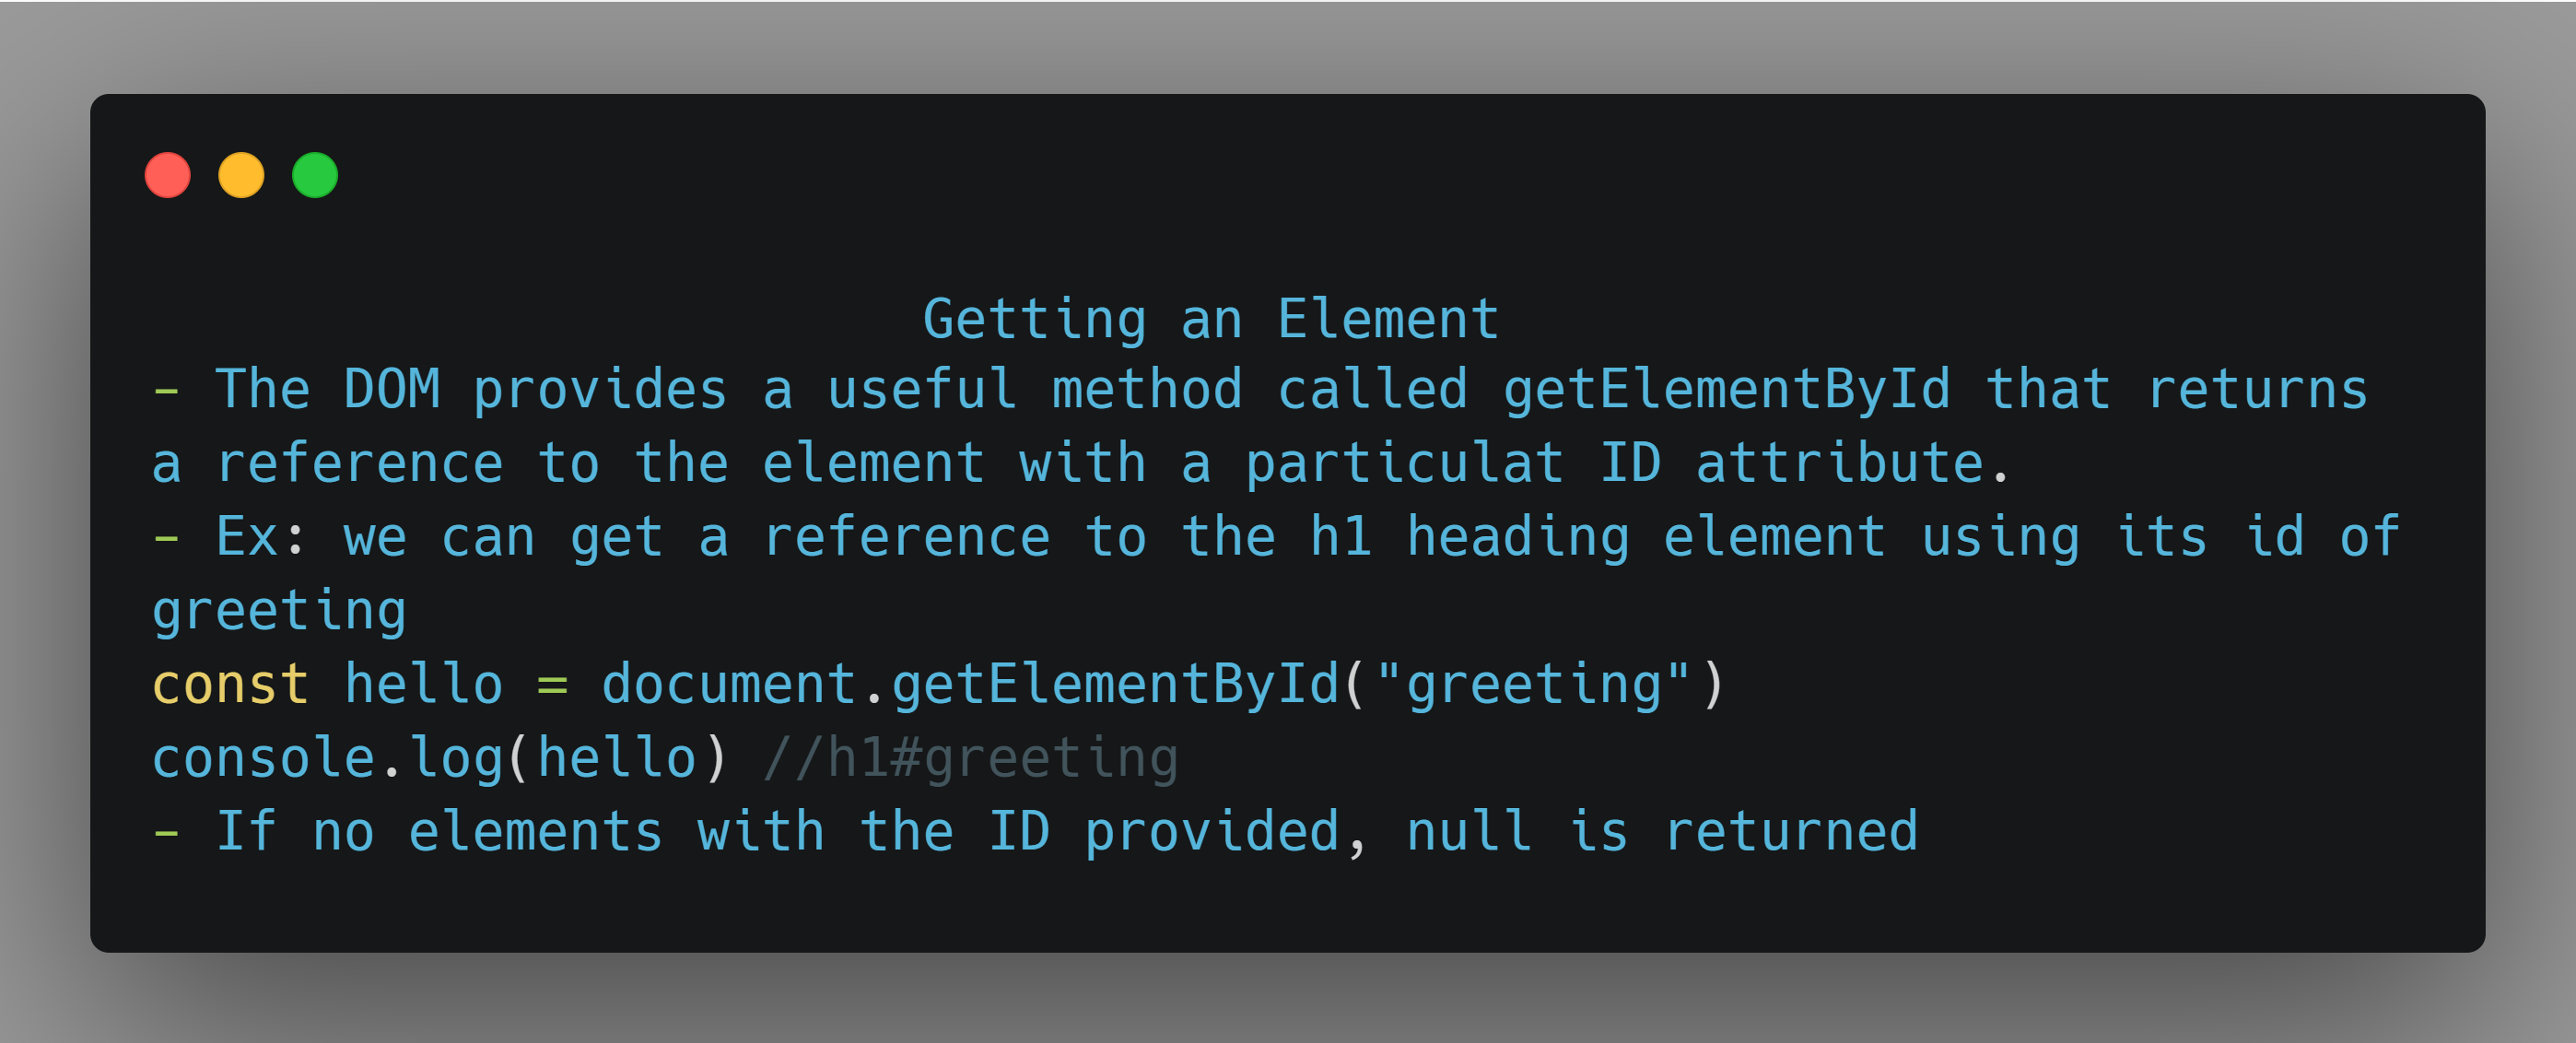 Getting an Element
- The DOM provides a useful method called getElementById that returns
a reference to the element with a particulat ID attribute.
- Ex: we can get a reference to the h1 heading element using its id of
greeting
const hello = document.getElementById("greeting")
console.log(hello) //h1#greeting
- If no elements with the ID provided, null is returned